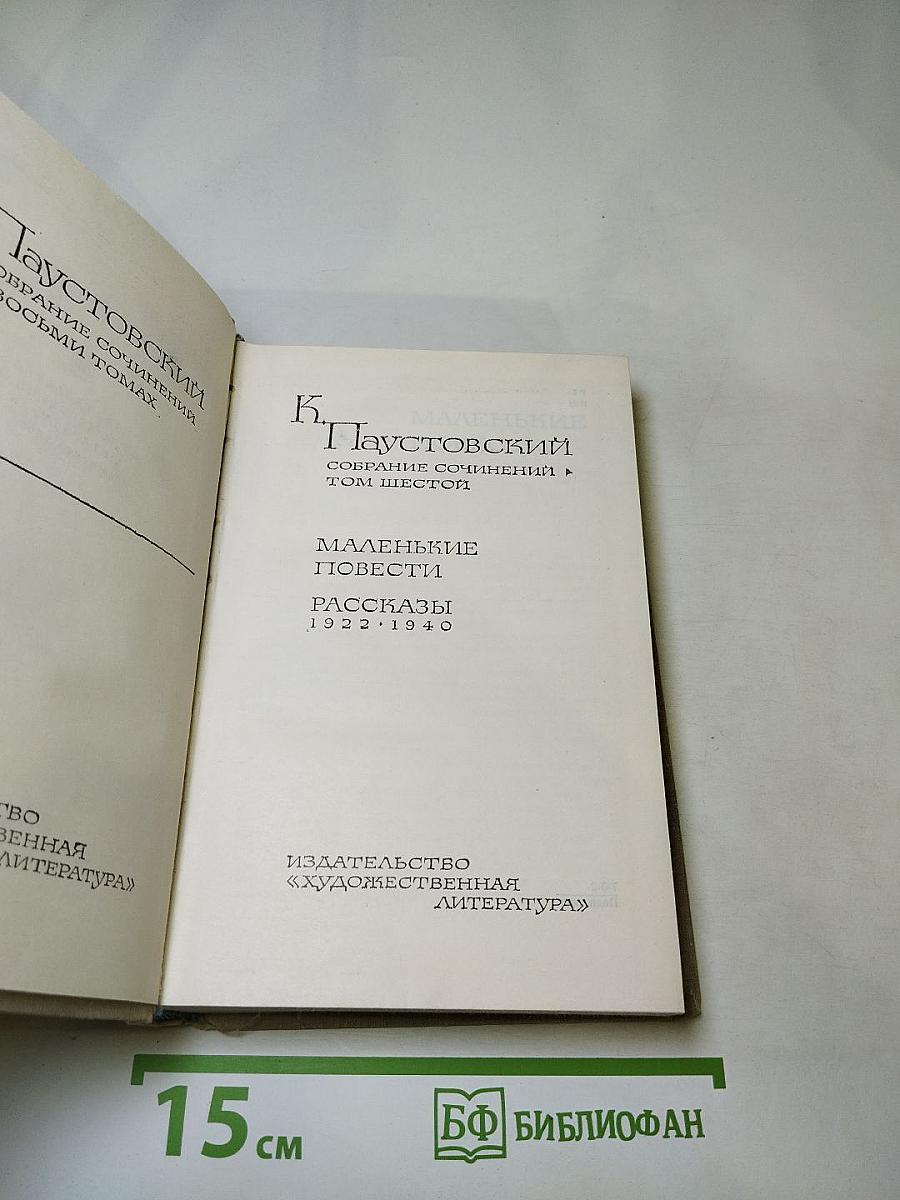 Паустовский
ОБРАНИЕ СОЧИНЕНИЙ
ВОСЬМИ ТОМАХ
ТВО
ВЕННАЯ
ЛИТЕРАТУРА»
К. Паустовский
СОБРАНИЕ СОЧИНЕНИЙ ▸
ТОМ ШЕСТОЙ
МАЛЕНЬКИЕ
ПОВЕСТИ
РАССКАЗЫ
1922 · 1940
ИЗДАТЕЛЬСТВО
«ХУДОЖЕСТВЕННАЯ
ЛИТЕРАТУРА»
МАЛЕНЬКИЕ
15 см
БФ БИБЛИОФАН